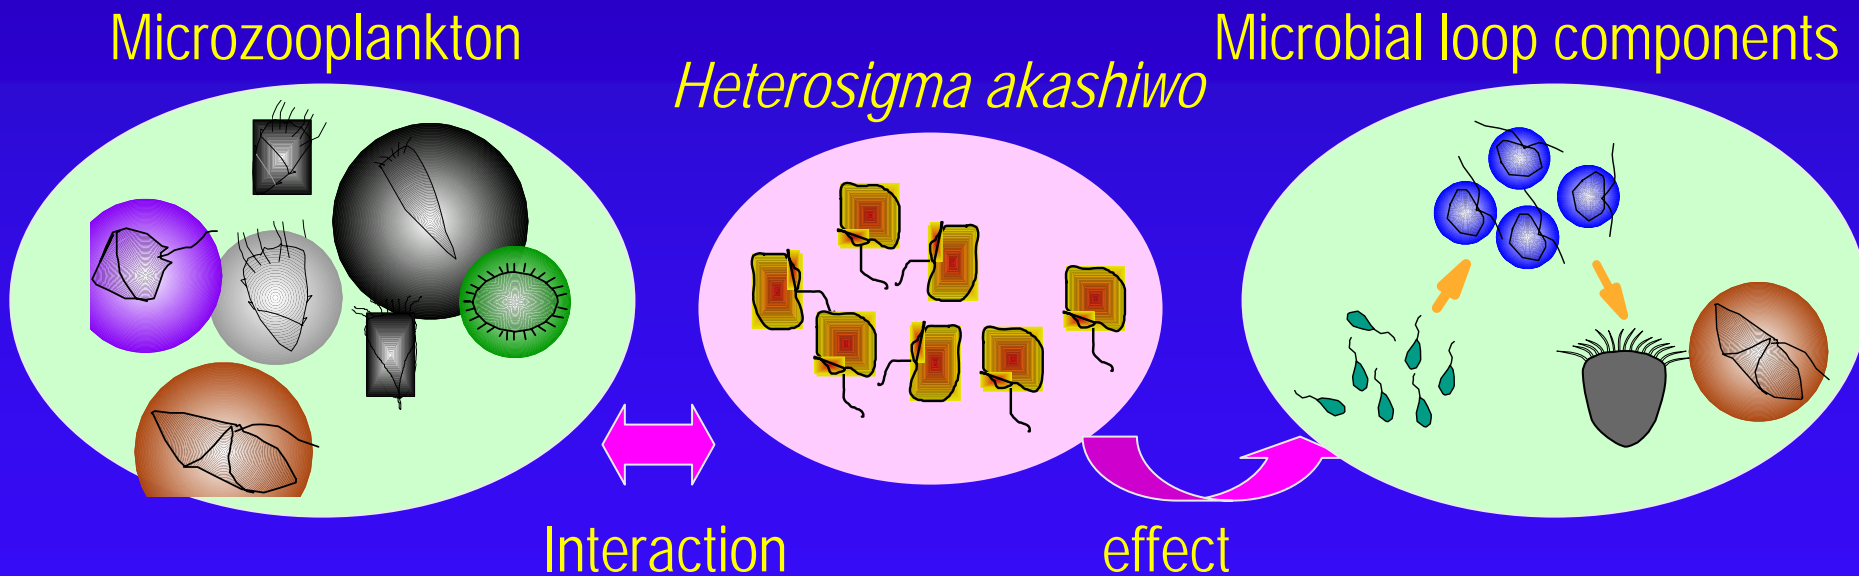 Microzooplankton
Heterosigma akashiwo
Microbial loop components
Interaction
effect